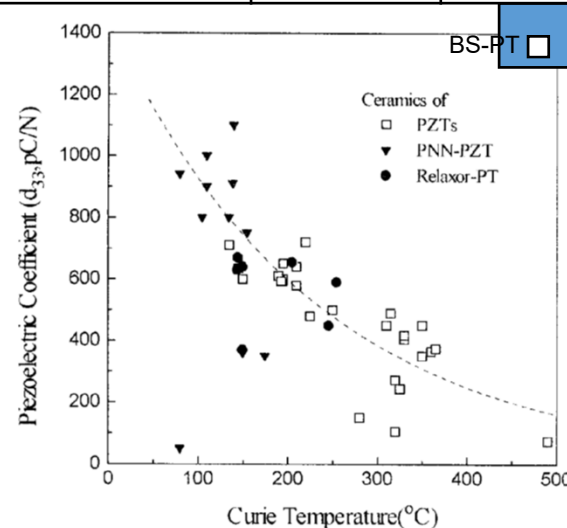 1400
BS-PT
1200
Ceramics of
PZTs
PNN-PZT
Relaxor-PT
1000
800
600
400
200
0
0 100 200 300 400 500
Curie Temperature(°C)
Piezoelectric Coefficient (d33,pC/N)